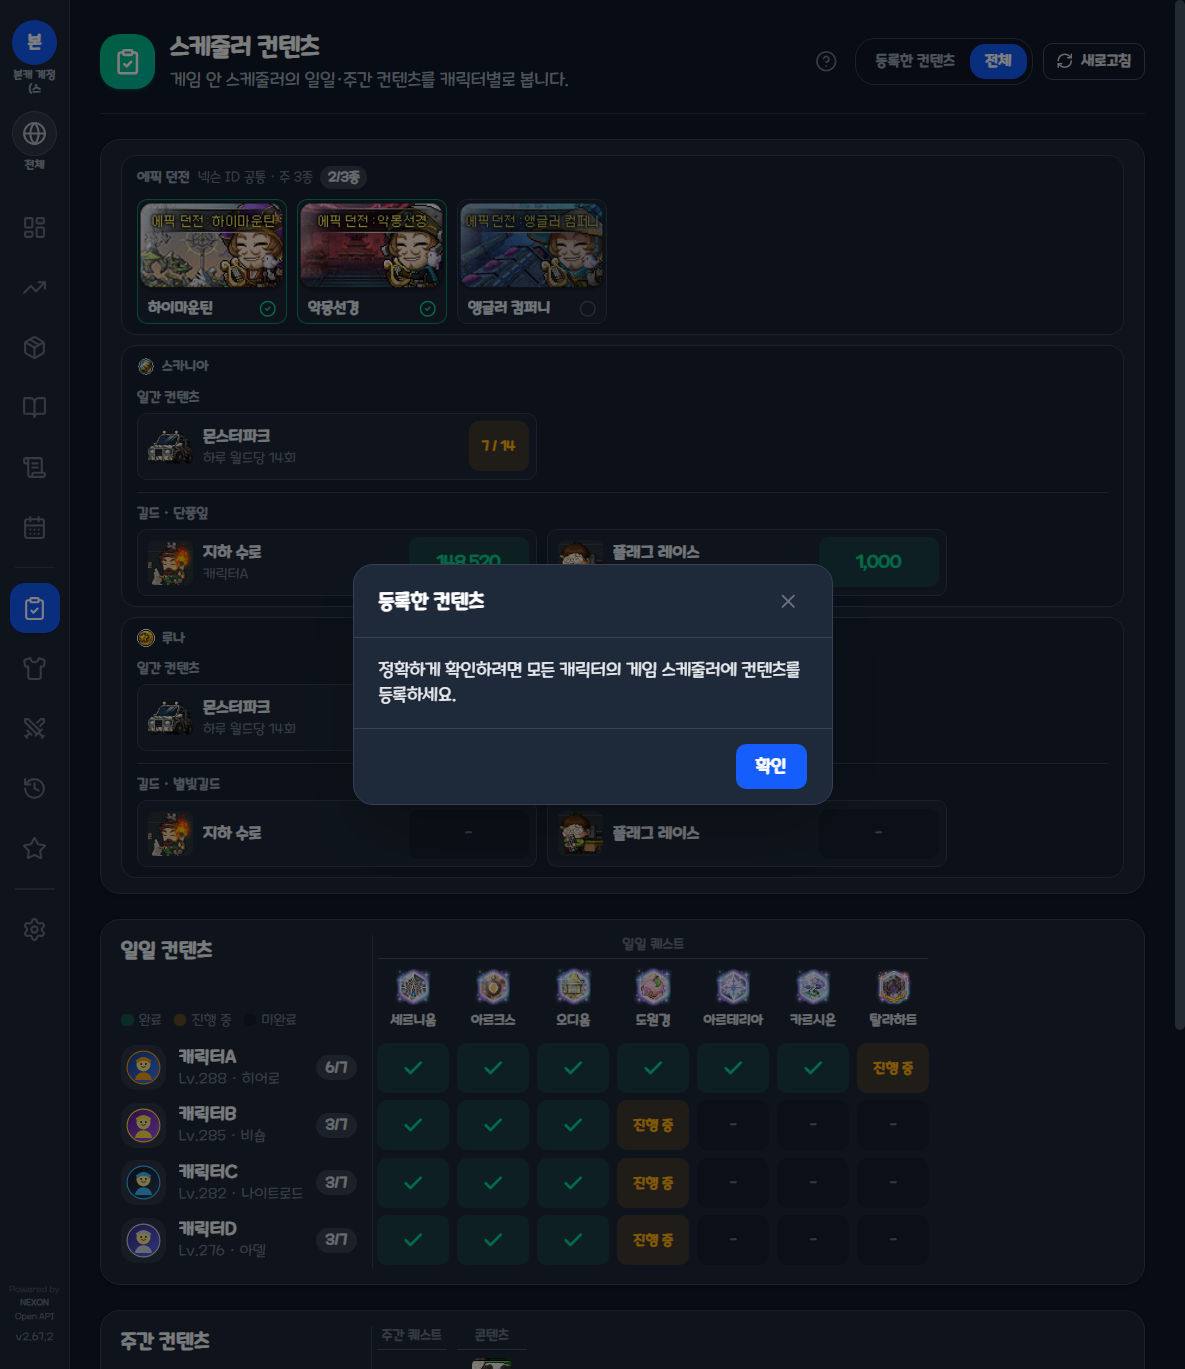 본
본캐 계정
(스
전체
스케줄러 컨텐츠
게임 안 스케줄러의 일일·주간 컨텐츠를 캐릭터별로 봅니다.
등록한 컨텐츠
전체
새로고침
에픽 던전 넥슨 ID 공통 · 주 3종 2/3종
에픽 던전 : 하이마운틴
에픽 던전 : 악몽선경
에픽 던전 : 앵글러 컴퍼니
하이마운틴
악몽선경
앵글러 컴퍼니
스카니아
일간 컨텐츠
몬스터파크
하루 월드당 14회
7 / 14
길드 · 단풍잎
지하 수로
캐릭터A
148,520
플래그 레이스
1,000
루나
일간 컨텐츠
몬스터파크
하루 월드당 14회
길드 · 별빛길드
지하 수로
-
플래그 레이스
-
등록한 컨텐츠
정확하게 확인하려면 모든 캐릭터의 게임 스케줄러에 컨텐츠를
등록하세요.
확인
일일 컨텐츠
완료 진행 중 미완료
일일 퀘스트
세르니움 아르크스 오디움 도원경 아르테리아 카르시온 탈라하트
캐릭터A
Lv.288 · 히어로
6/7
진행 중
캐릭터B
Lv.285 · 비숍
3/7
진행 중 - - -
캐릭터C
Lv.282 · 나이트로드
3/7
진행 중 - - -
캐릭터D
Lv.276 · 아델
3/7
진행 중 - - -
주간 컨텐츠
주간 퀘스트 콘텐츠
Powered by
NEXON
Open API
v2.67.2